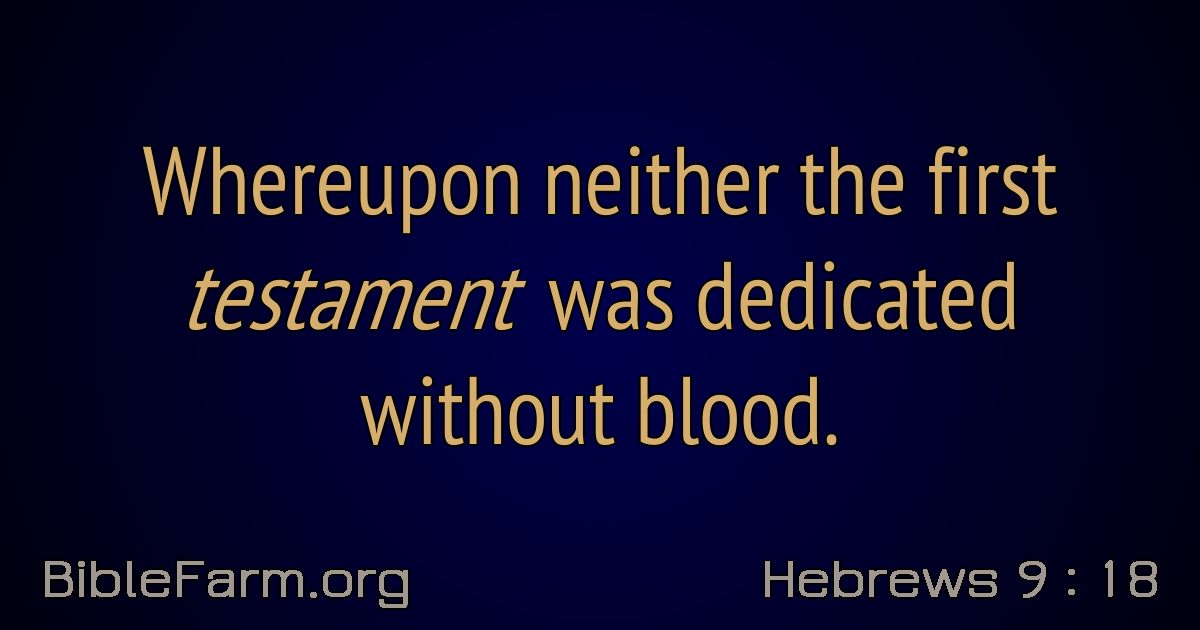 Whereupon neither the first
testament was dedicated
without blood.
BibleFarm.org
Hebrews 9 : 18